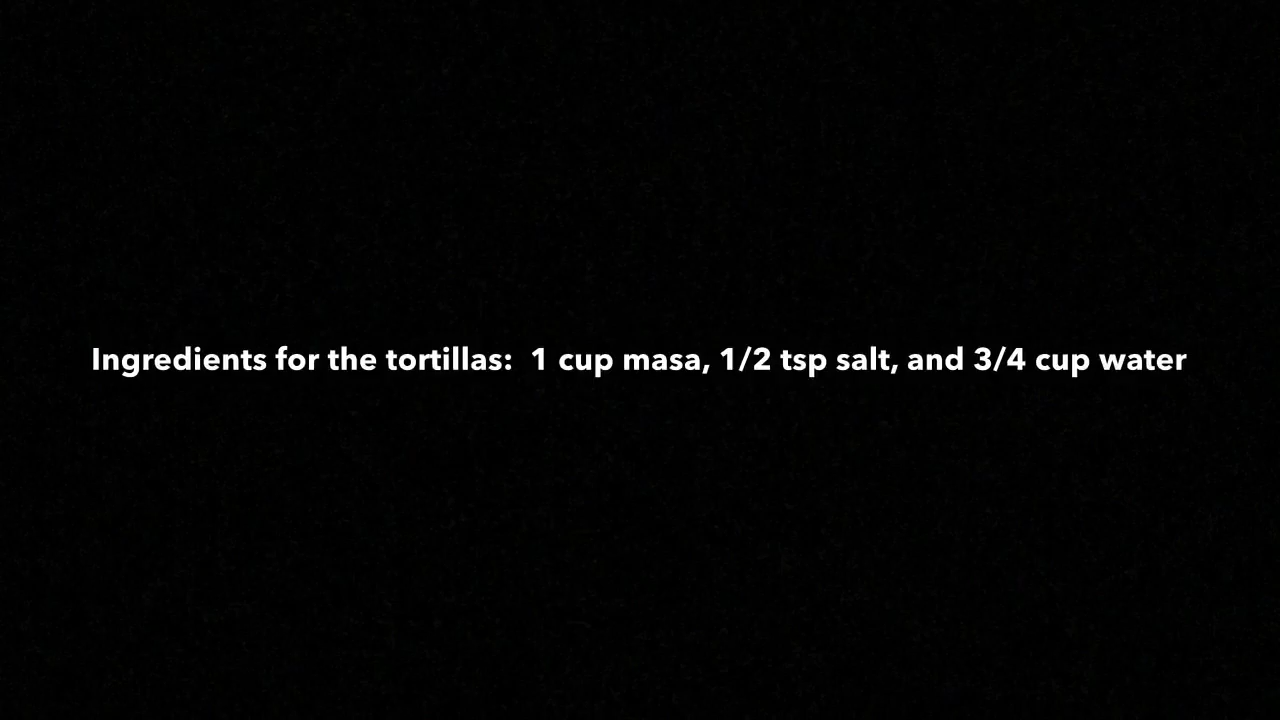 Ingredients for the tortillas:  1 cup masa, 1/2 tsp salt, and 3/4 cup water